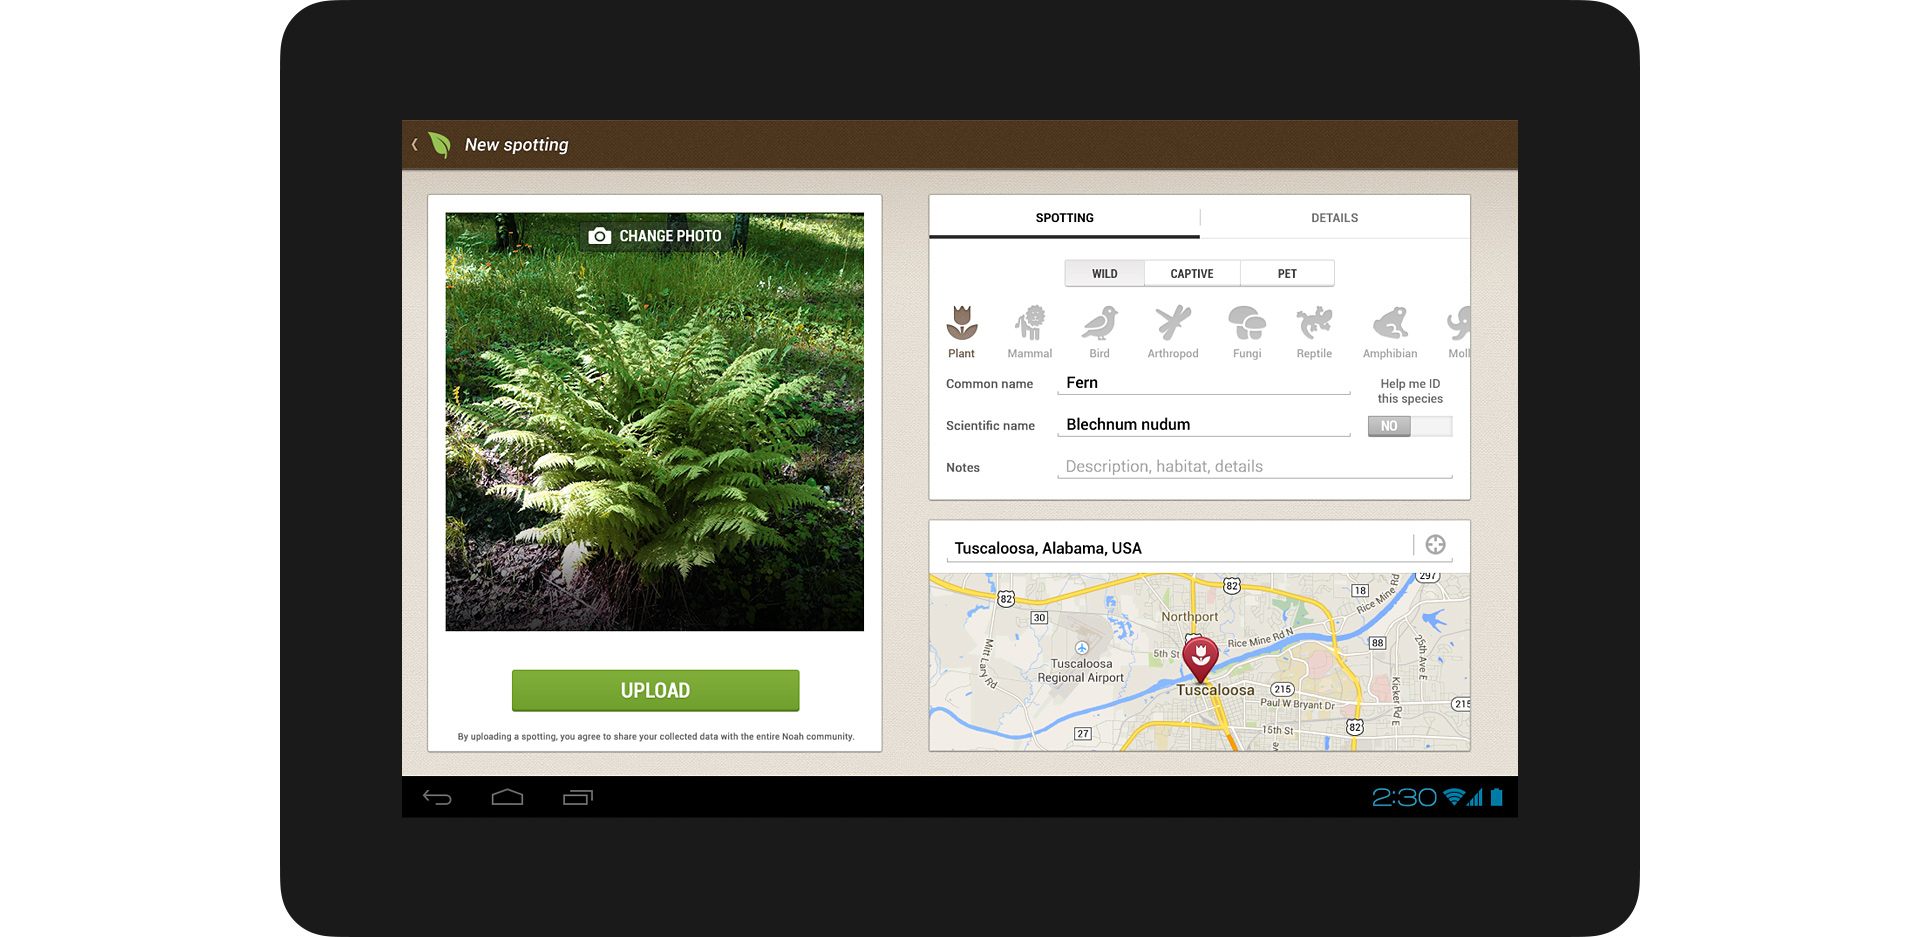 New spotting
CHANGE PHOTO
UPLOAD
By uploading a spotting, you agree to share your collected data with the entire Noah community.
SPOTTING
DETAILS
WILD
CAPTIVE
PET
Plant
Mammal
Bird
Arthropod
Fungi
Reptile
Amphibian
Moll
Common name
Fern
Help me ID
this species
Scientific name
Blechnum nudum
NO
Notes
Description, habitat, details
Tuscaloosa, Alabama, USA
297
82
82
18
30
Northport
Rice Mine Rd
Rice Mine Rd N
88
5th St
25th Ave E
Mitt Lary Rd
Tuscaloosa
Regional Airport
Tuscaloosa
215
Paul W Bryant Dr
Kicker Rd E
215
82
15th St
27
2:30